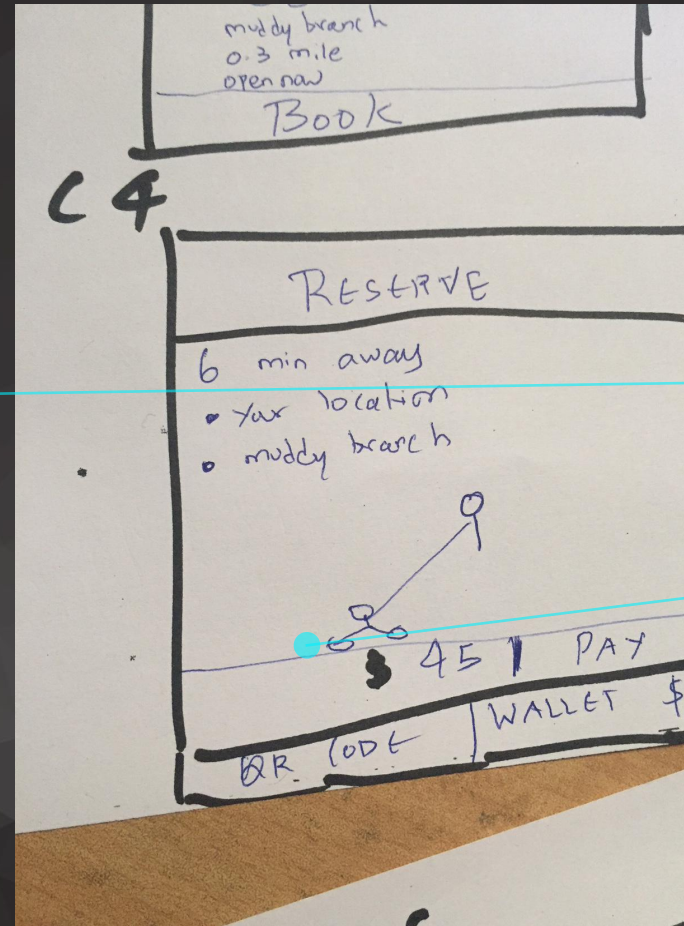 muddy branch
0.3 mile
open now
Book
C4
RESERVE
6 min away
• Your location
• muddy branch
$ 45 | PAY
QR CODE | WALLET $